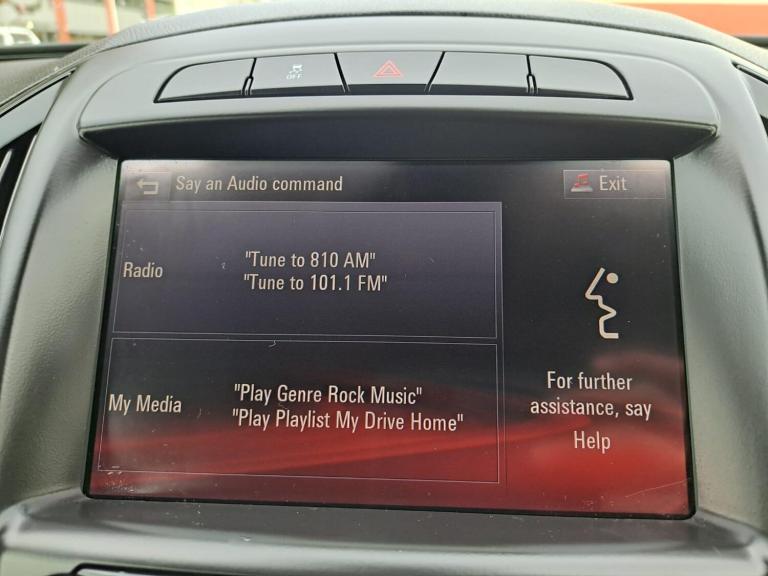 OFF
Say an Audio command
Exit
Radio
"Tune to 810 AM"
"Tune to 101.1 FM"
My Media
"Play Genre Rock Music"
"Play Playlist My Drive Home"
For further
assistance, say
Help